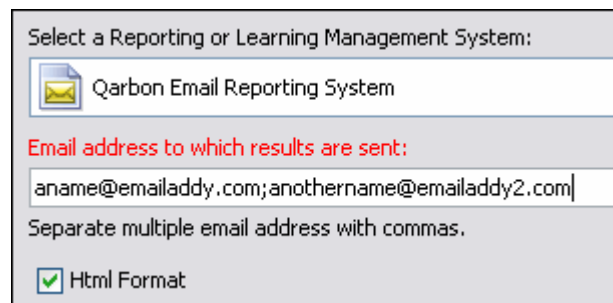 Select a Reporting or Learning Management System:
Qarbon Email Reporting System
Email address to which results are sent:
aname@emailaddy.com;anothername@emailaddy2.com
Separate multiple email address with commas.
Html Format